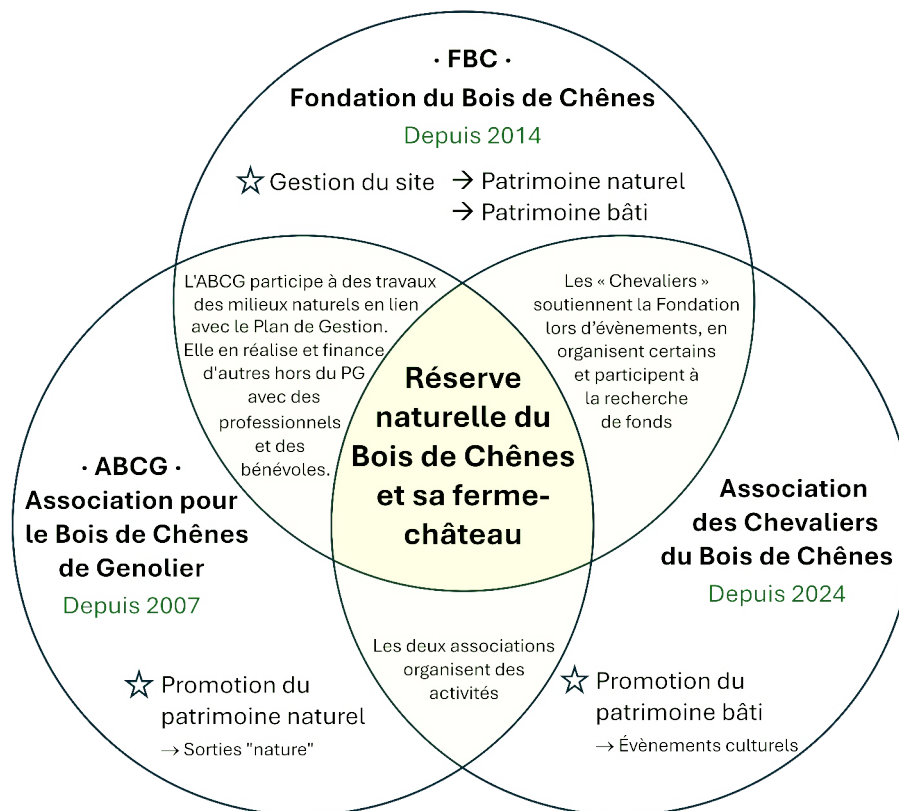 · FBC ·
Fondation du Bois de Chênes
Depuis 2014
☆ Gestion du site → Patrimoine naturel
→ Patrimoine bâti
L'ABCG participe à des travaux
des milieux naturels en lien
avec le Plan de Gestion.
Elle en réalise et finance
d'autres hors du PG
avec des
professionnels
et des
bénévoles.
Les « Chevaliers »
soutiennent la Fondation
lors d'évènements, en
organisent certains
et participent à
la recherche
de fonds
Réserve
naturelle du
Bois de Chênes
et sa ferme-
château
· ABCG ·
Association pour
le Bois de Chênes
de Genolier
Depuis 2007
☆ Promotion du
patrimoine naturel
→ Sorties "nature"
Association
des Chevaliers
du Bois de Chênes
Depuis 2024
☆ Promotion du
patrimoine bâti
→ Évènements culturels
Les deux associations
organisent des
activités